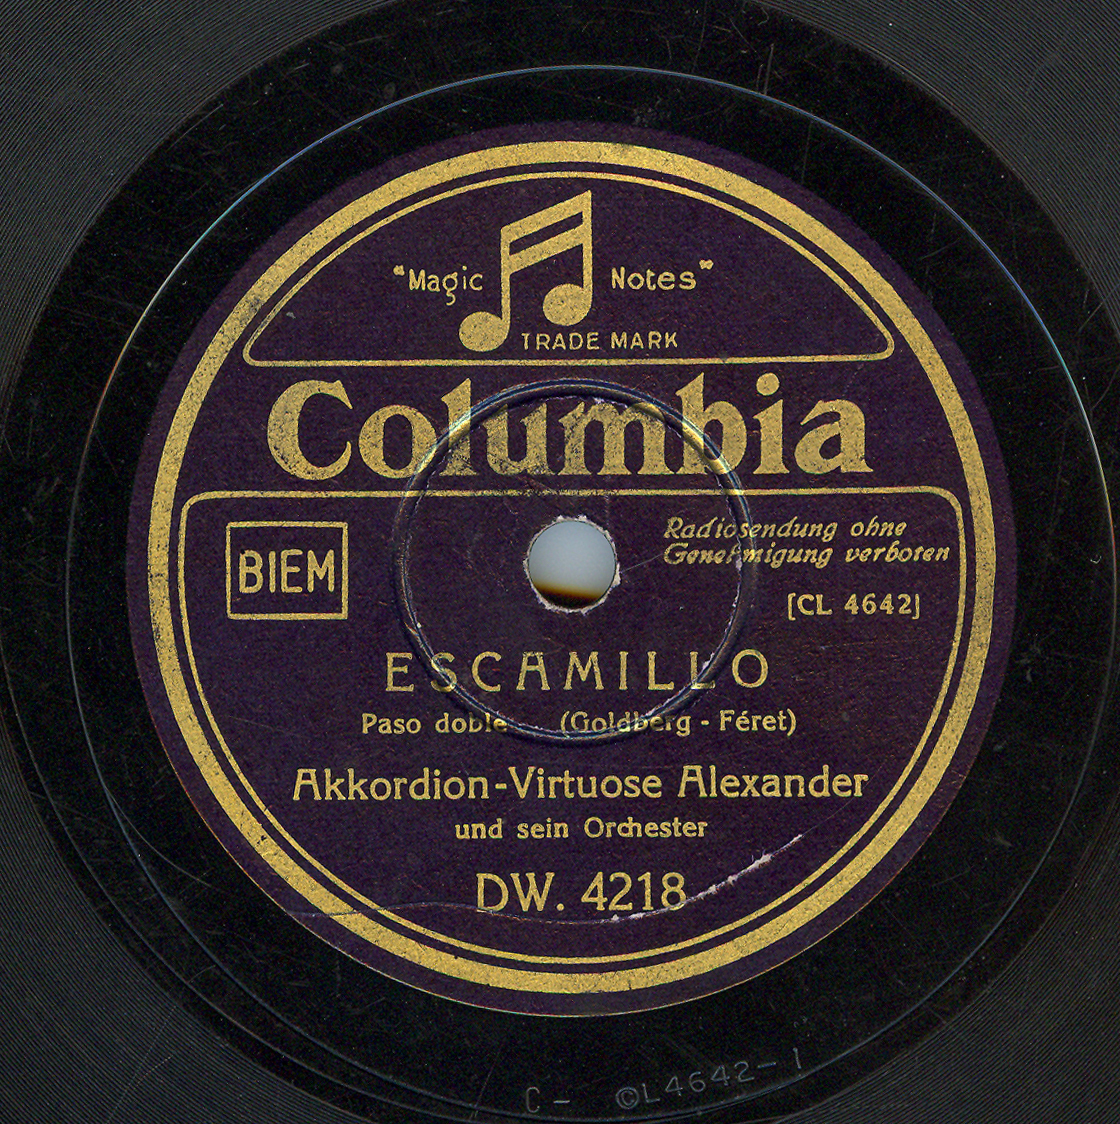 "Magic Notes"
TRADE MARK
Columbia
BIEM
Radiosendung ohne
Genehmigung verboten
[CL 4642]
ESCAMILLO
Paso doble (Goldberg - Féret)
Akkordion-Virtuose Alexander
und sein Orchester
DW. 4218
C- ©L4642-1